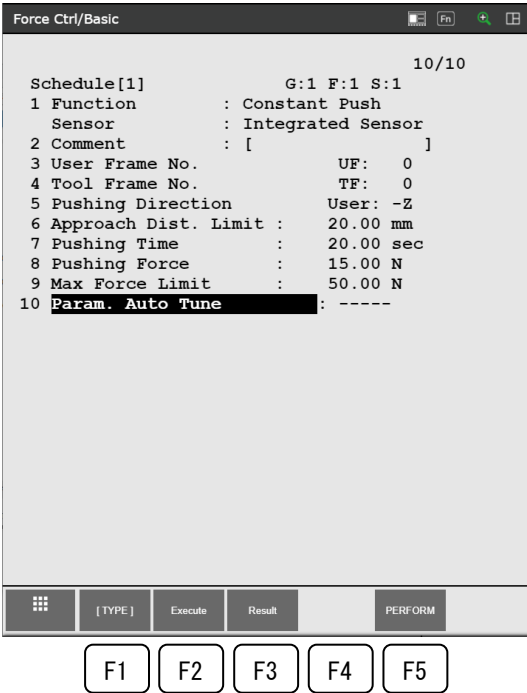 Force Ctrl/Basic
Fn
10/10
Schedule[1] G:1 F:1 S:1
1 Function : Constant Push
Sensor : Integrated Sensor
2 Comment : [ ]
3 User Frame No. UF: 0
4 Tool Frame No. TF: 0
5 Pushing Direction User: -Z
6 Approach Dist. Limit : 20.00 mm
7 Pushing Time : 20.00 sec
8 Pushing Force : 15.00 N
9 Max Force Limit : 50.00 N
10 Param. Auto Tune : -----
[ TYPE ] Execute Result PERFORM
F1 F2 F3 F4 F5